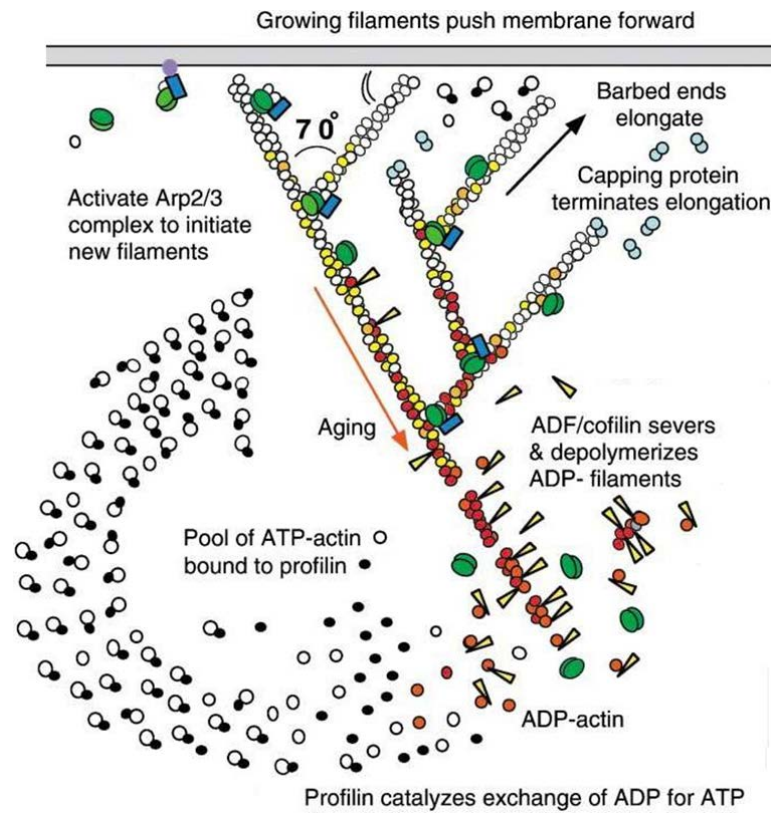 Growing filaments push membrane forward
70°
Barbed ends
elongate
Capping protein
terminates elongation
Activate Arp2/3
complex to initiate
new filaments
Aging
ADF/cofilin severs
& depolymerizes
ADP- filaments
Pool of ATP-actin
bound to profilin
ADP-actin
Profilin catalyzes exchange of ADP for ATP